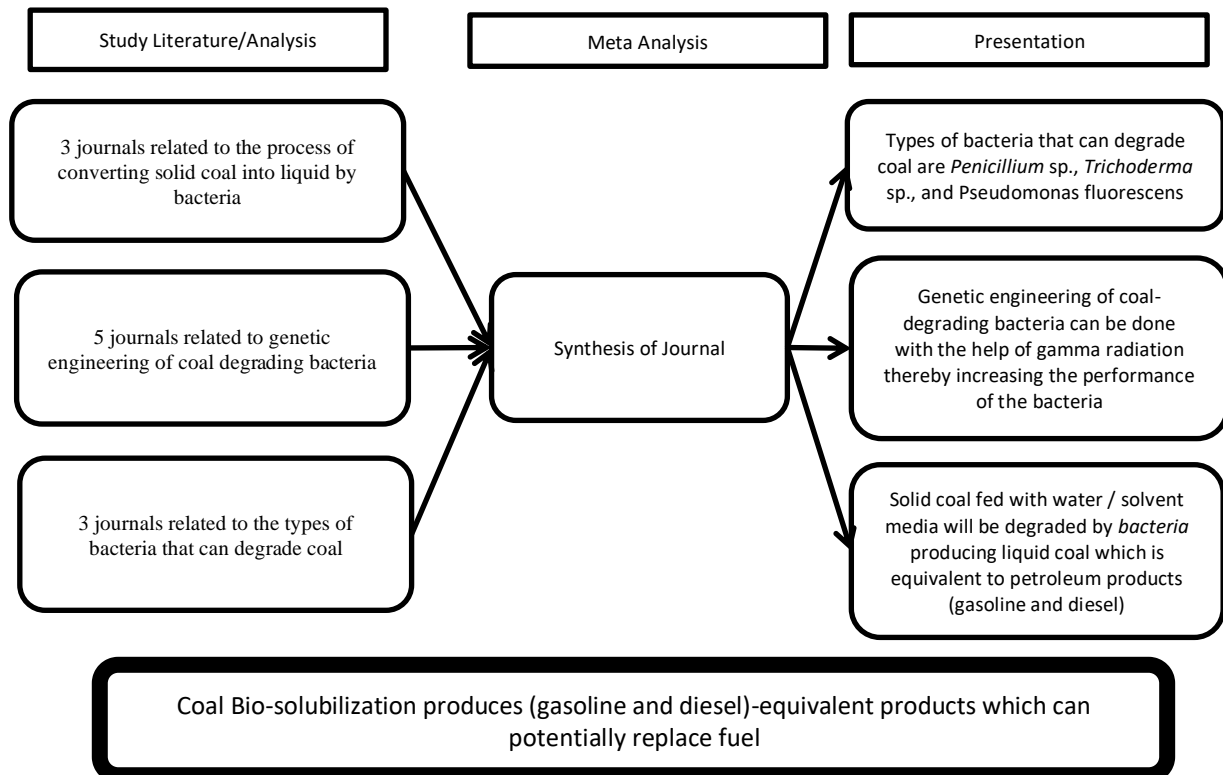 Study Literature/Analysis
Meta Analysis
Presentation
3 journals related to the process of
converting solid coal into liquid by
bacteria
5 journals related to genetic
engineering of coal degrading bacteria
3 journals related to the types of
bacteria that can degrade coal
Synthesis of Journal
Types of bacteria that can degrade
coal are Penicillium sp., Trichoderma
sp., and Pseudomonas fluorescens
Genetic engineering of coal-
degrading bacteria can be done
with the help of gamma radiation
thereby increasing the performance
of the bacteria
Solid coal fed with water / solvent
media will be degraded by bacteria
producing liquid coal which is
equivalent to petroleum products
(gasoline and diesel)
Coal Bio-solubilization produces (gasoline and diesel)-equivalent products which can
potentially replace fuel